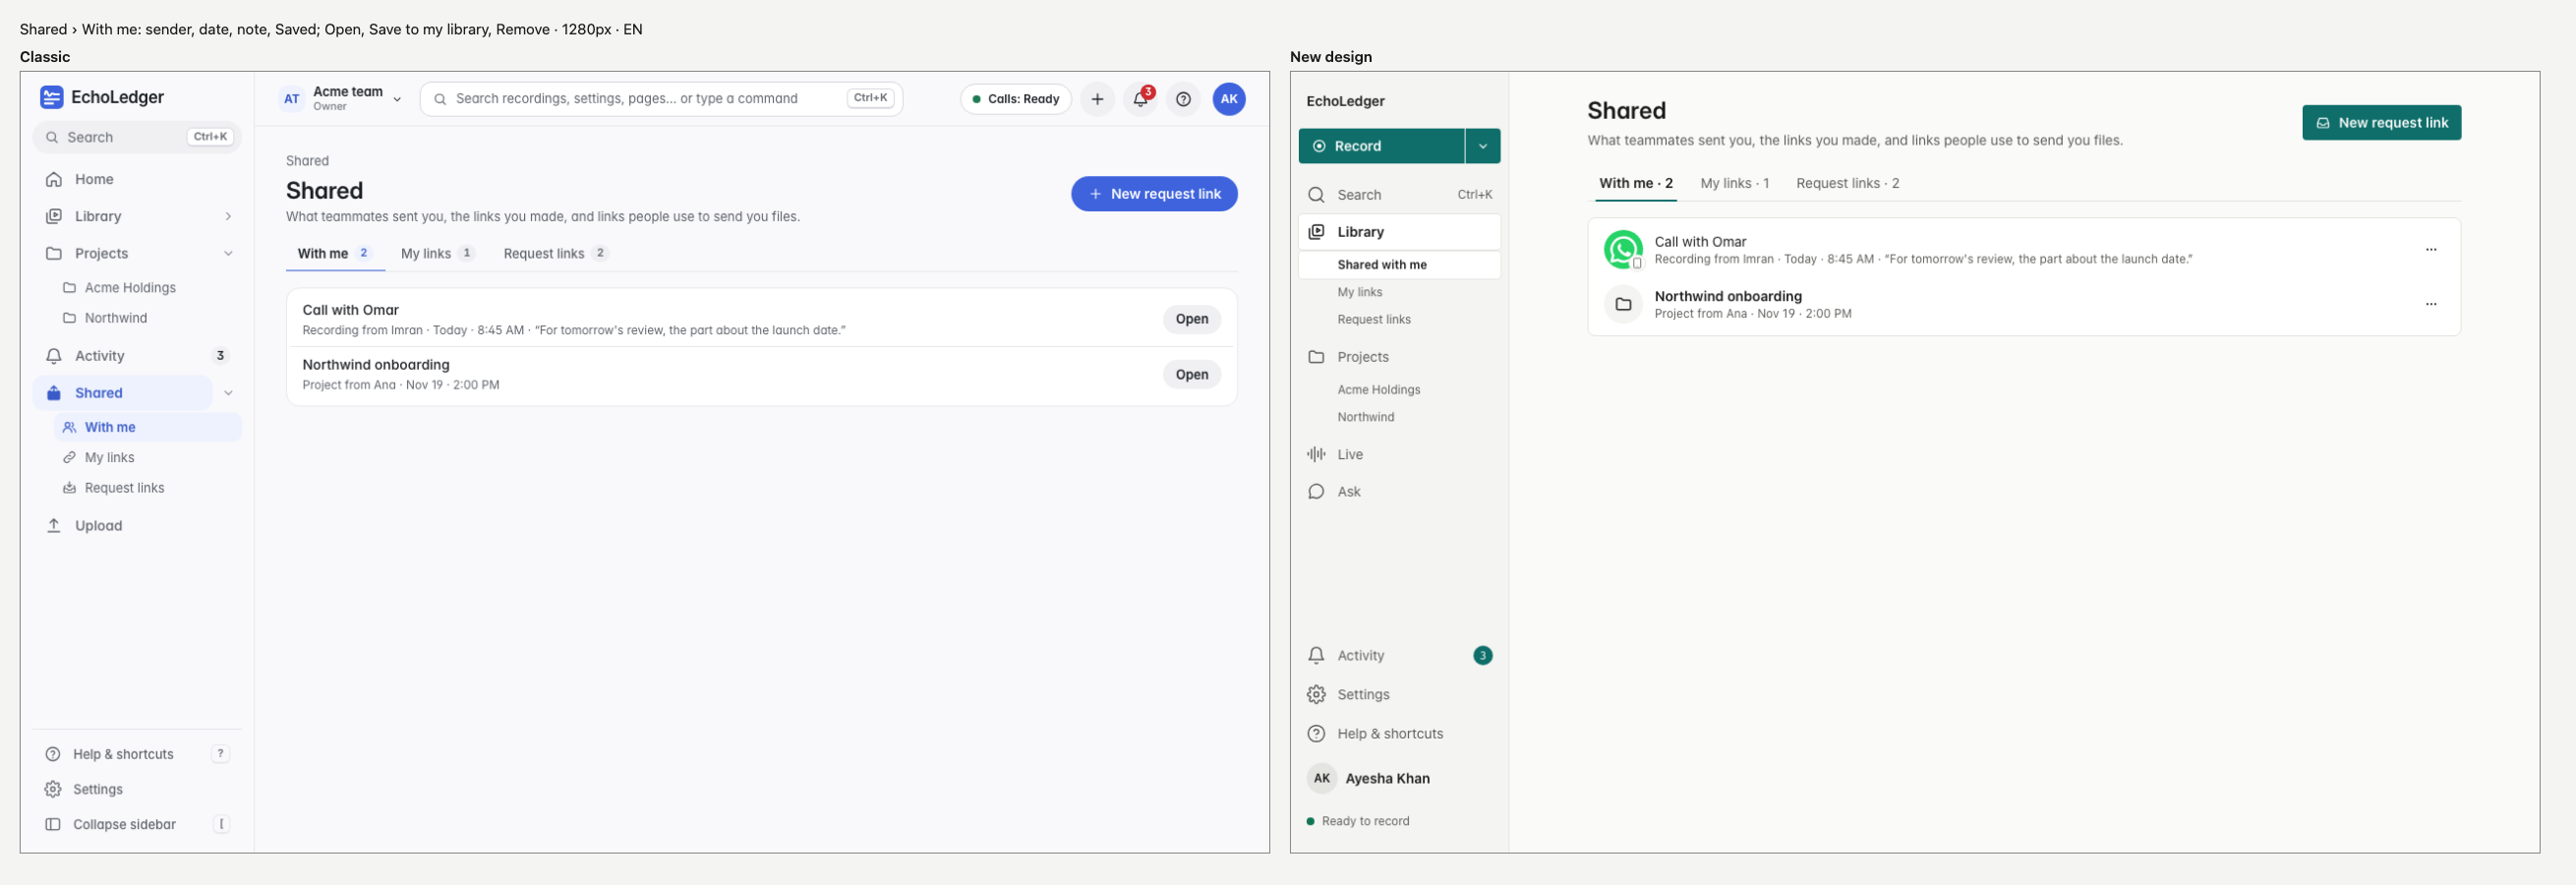 Shared › With me: sender, date, note, Saved; Open, Save to my library, Remove · 1280px · EN
Classic
EchoLedger
Search Ctrl+K
Home
Library
Projects
Acme Holdings
Northwind
Activity 3
Shared
With me
My links
Request links
Upload
Help & shortcuts ?
Settings
Collapse sidebar [
AT Acme team
Owner
Search recordings, settings, pages... or type a command Ctrl+K
Calls: Ready
3
AK
Shared
Shared
What teammates sent you, the links you made, and links people use to send you files.
New request link
With me 2 My links 1 Request links 2
Call with Omar
Recording from Imran · Today · 8:45 AM · “For tomorrow's review, the part about the launch date.”
Open
Northwind onboarding
Project from Ana · Nov 19 · 2:00 PM
Open
New design
EchoLedger
Record
Search Ctrl+K
Library
Shared with me
My links
Request links
Projects
Acme Holdings
Northwind
Live
Ask
Activity 3
Settings
Help & shortcuts
AK Ayesha Khan
Ready to record
Shared
What teammates sent you, the links you made, and links people use to send you files.
New request link
With me · 2 My links · 1 Request links · 2
Call with Omar
Recording from Imran · Today · 8:45 AM · “For tomorrow's review, the part about the launch date.”
Northwind onboarding
Project from Ana · Nov 19 · 2:00 PM